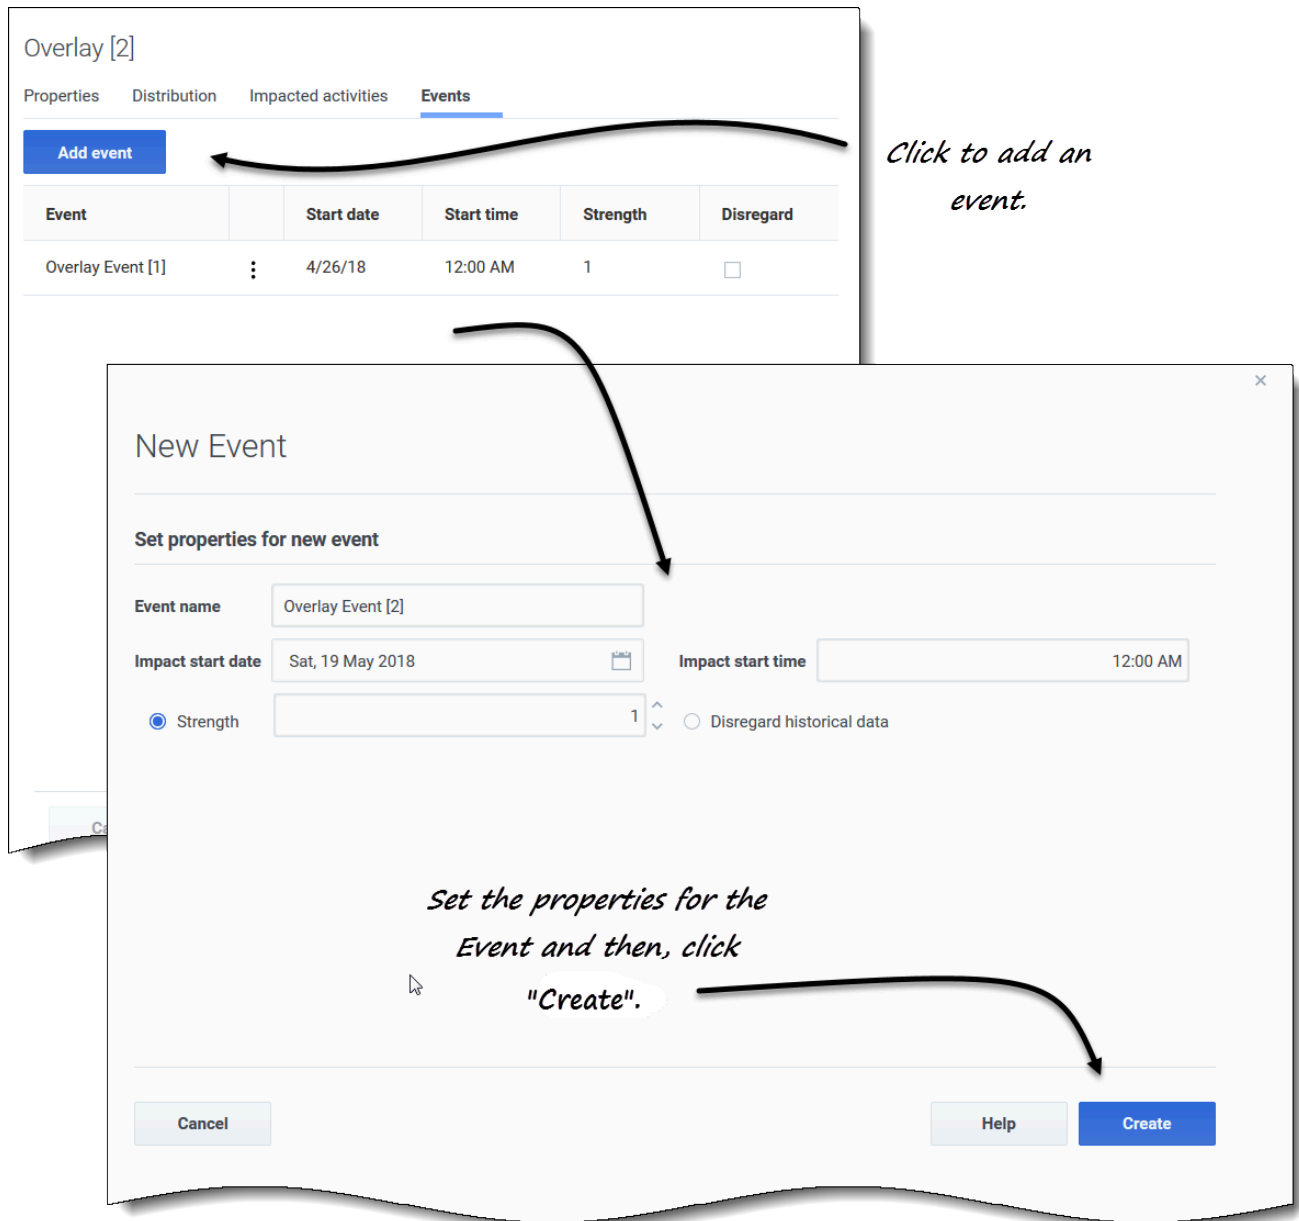 Overlay [2]
Properties Distribution Impacted activities Events
Add event
Click to add an
event.
Event Start date Start time Strength Disregard
Overlay Event [1] 4/26/18 12:00 AM 1
New Event
Set properties for new event
Event name Overlay Event [2]
Impact start date Sat, 19 May 2018 Impact start time 12:00 AM
Strength 1 Disregard historical data
Set the properties for the
Event and then, click
"Create".
Cancel Help Create